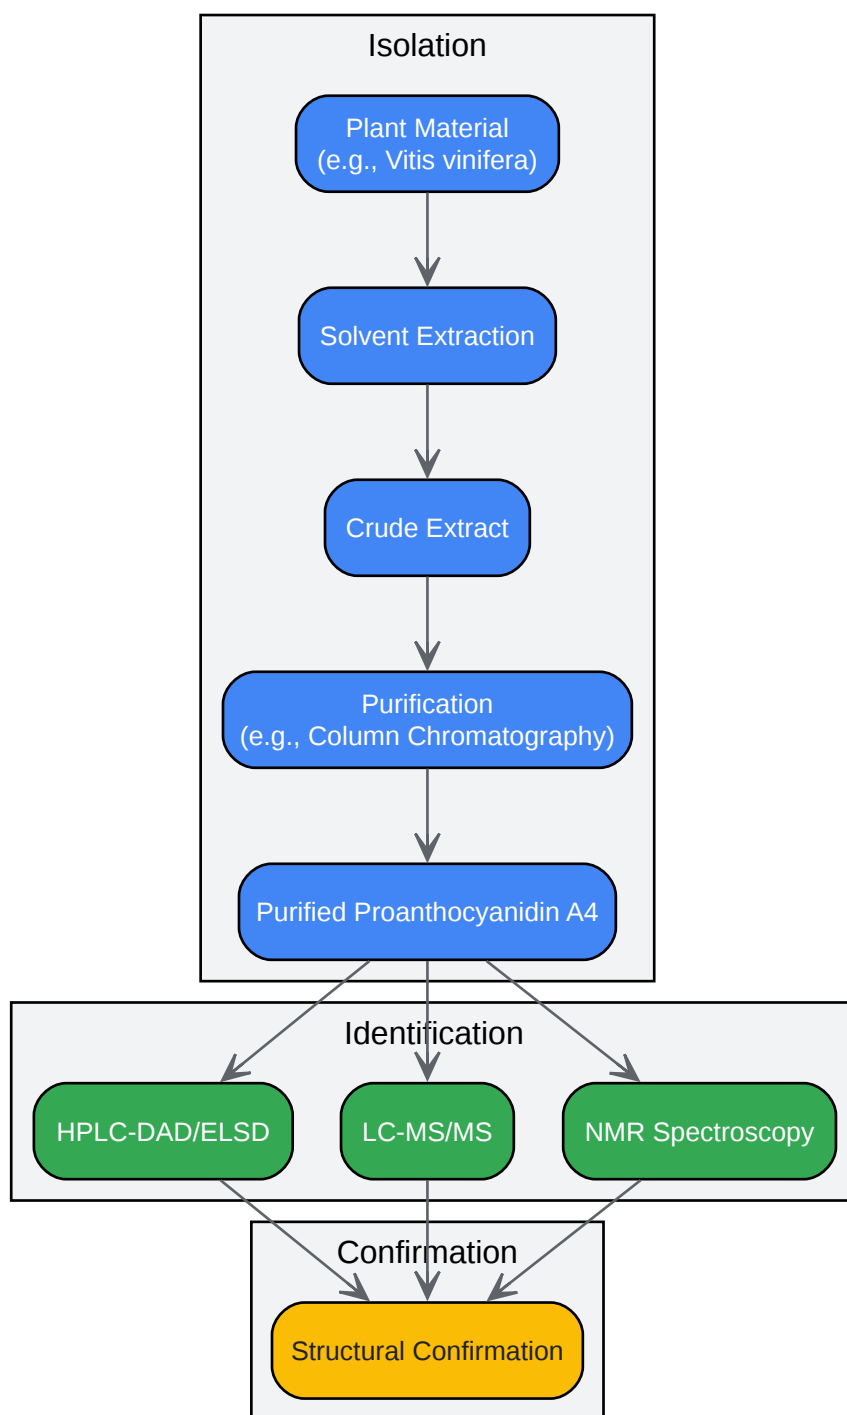 Isolation
Plant Material
(e.g., Vitis vinifera)
Solvent Extraction
Crude Extract
Purification
(e.g., Column Chromatography)
Purified Proanthocyanidin A4
Identification
HPLC-DAD/ELSD
LC-MS/MS
NMR Spectroscopy
Confirmation
Structural Confirmation